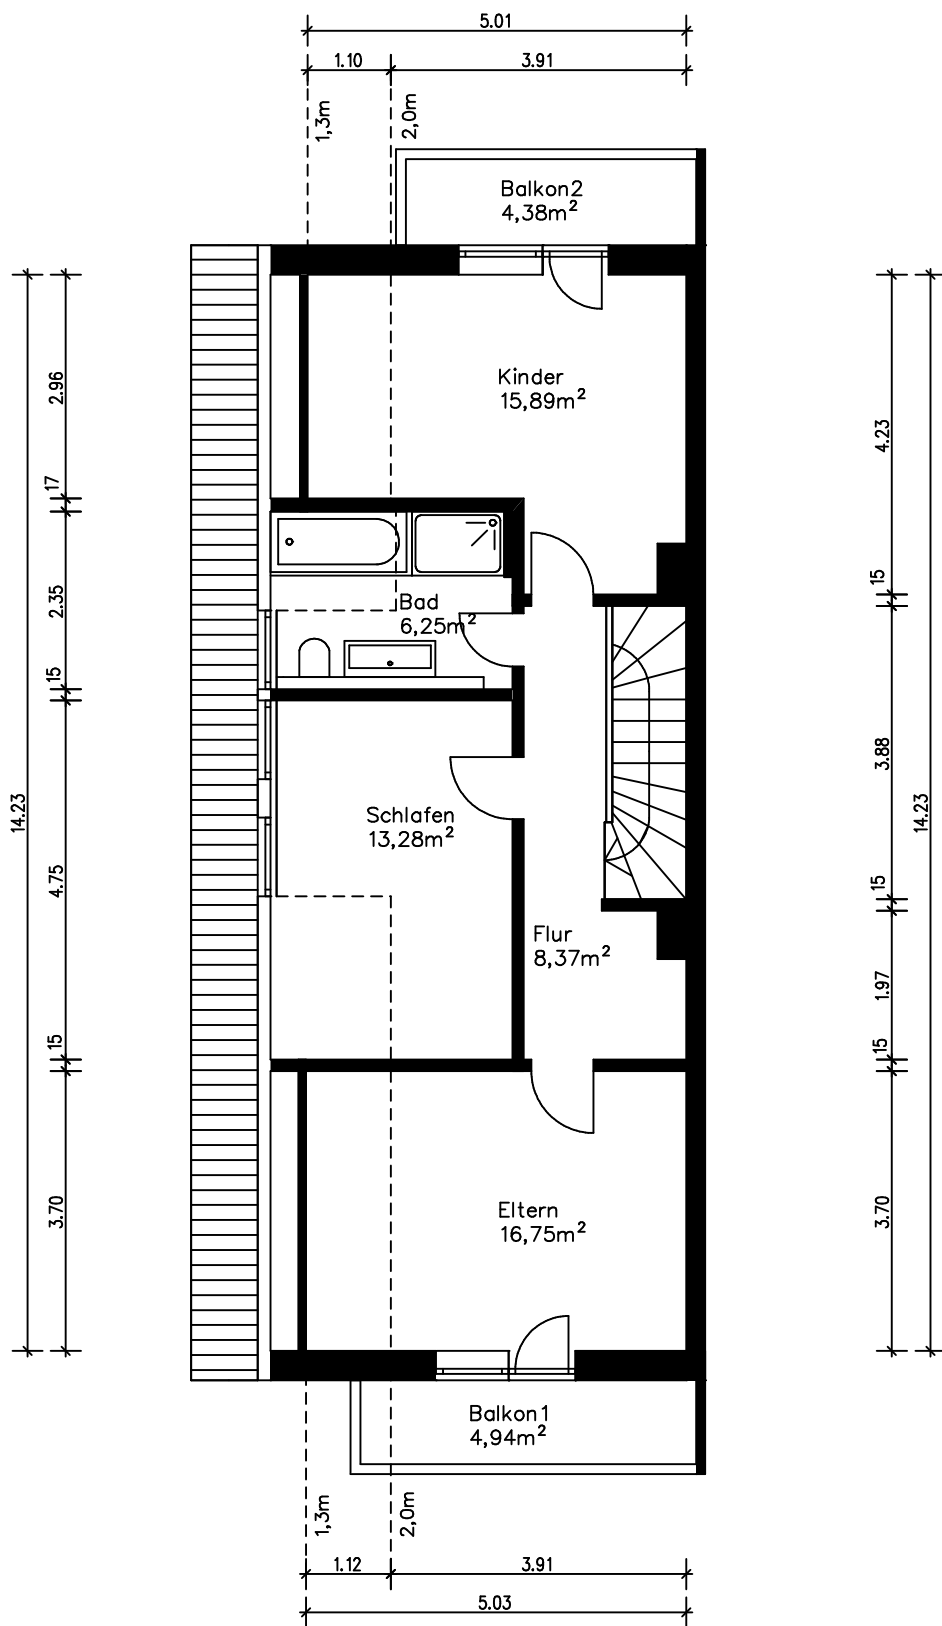 5.01
1.10
3.91
1,3m
2,0m
Balkon2
4,38m²
Kinder
15,89m²
2.96
17
2.35
15
4.75
15
3.70
14.23
4.23
15
3.88
15
1.97
15
3.70
14.23
Bad
6,25m²
Schlafen
13,28m²
Flur
8,37m²
Eltern
16,75m²
Balkon1
4,94m²
1,3m
2,0m
1.12
3.91
5.03